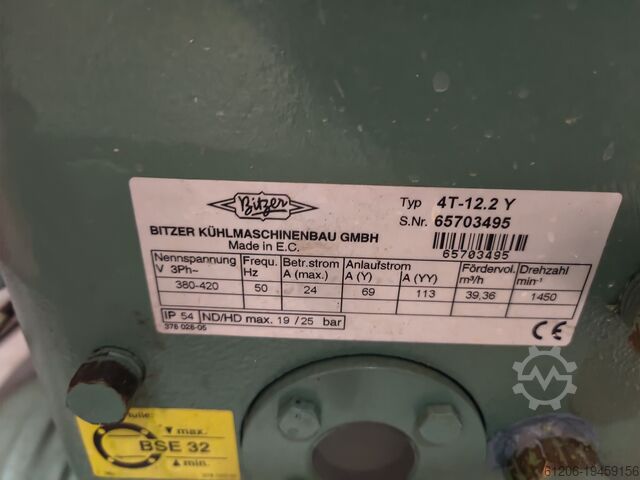 Bitzer
Typ 4T-12.2 Y
S.Nr. 65703495
BITZER KÜHLMASCHINENBAU GMBH
Made in E.C.
65703495
Nennspannung Frequ. Betr.strom Anlaufstrom Fördervol. Drehzahl
V 3Ph~ Hz A (max.) A (Y) A (YY) m³/h min⁻¹
380-420 50 24 69 113 39,36 1450
IP 54 ND/HD max. 19 / 25 bar
378 028-05
CE
max.
BSE 32
min.
61206-19459156